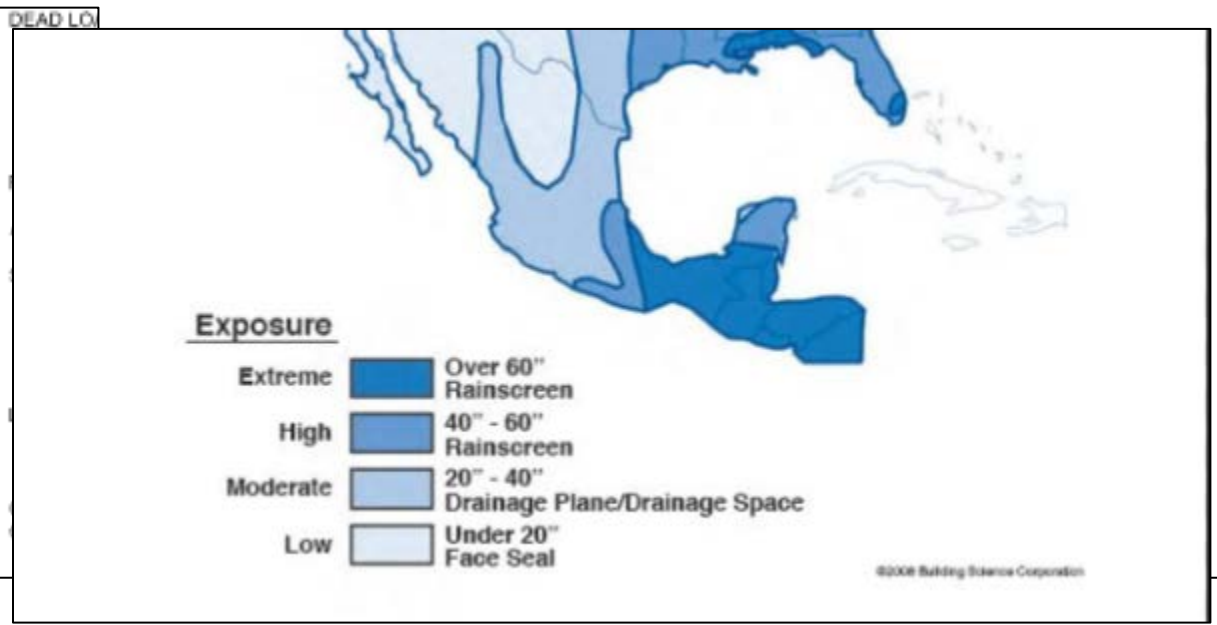 DEAD LO
Exposure
Extreme
Over 60”
Rainscreen
High
40” - 60”
Rainscreen
Moderate
20” - 40”
Drainage Plane/Drainage Space
Low
Under 20”
Face Seal
©2008 Building Science Corporation